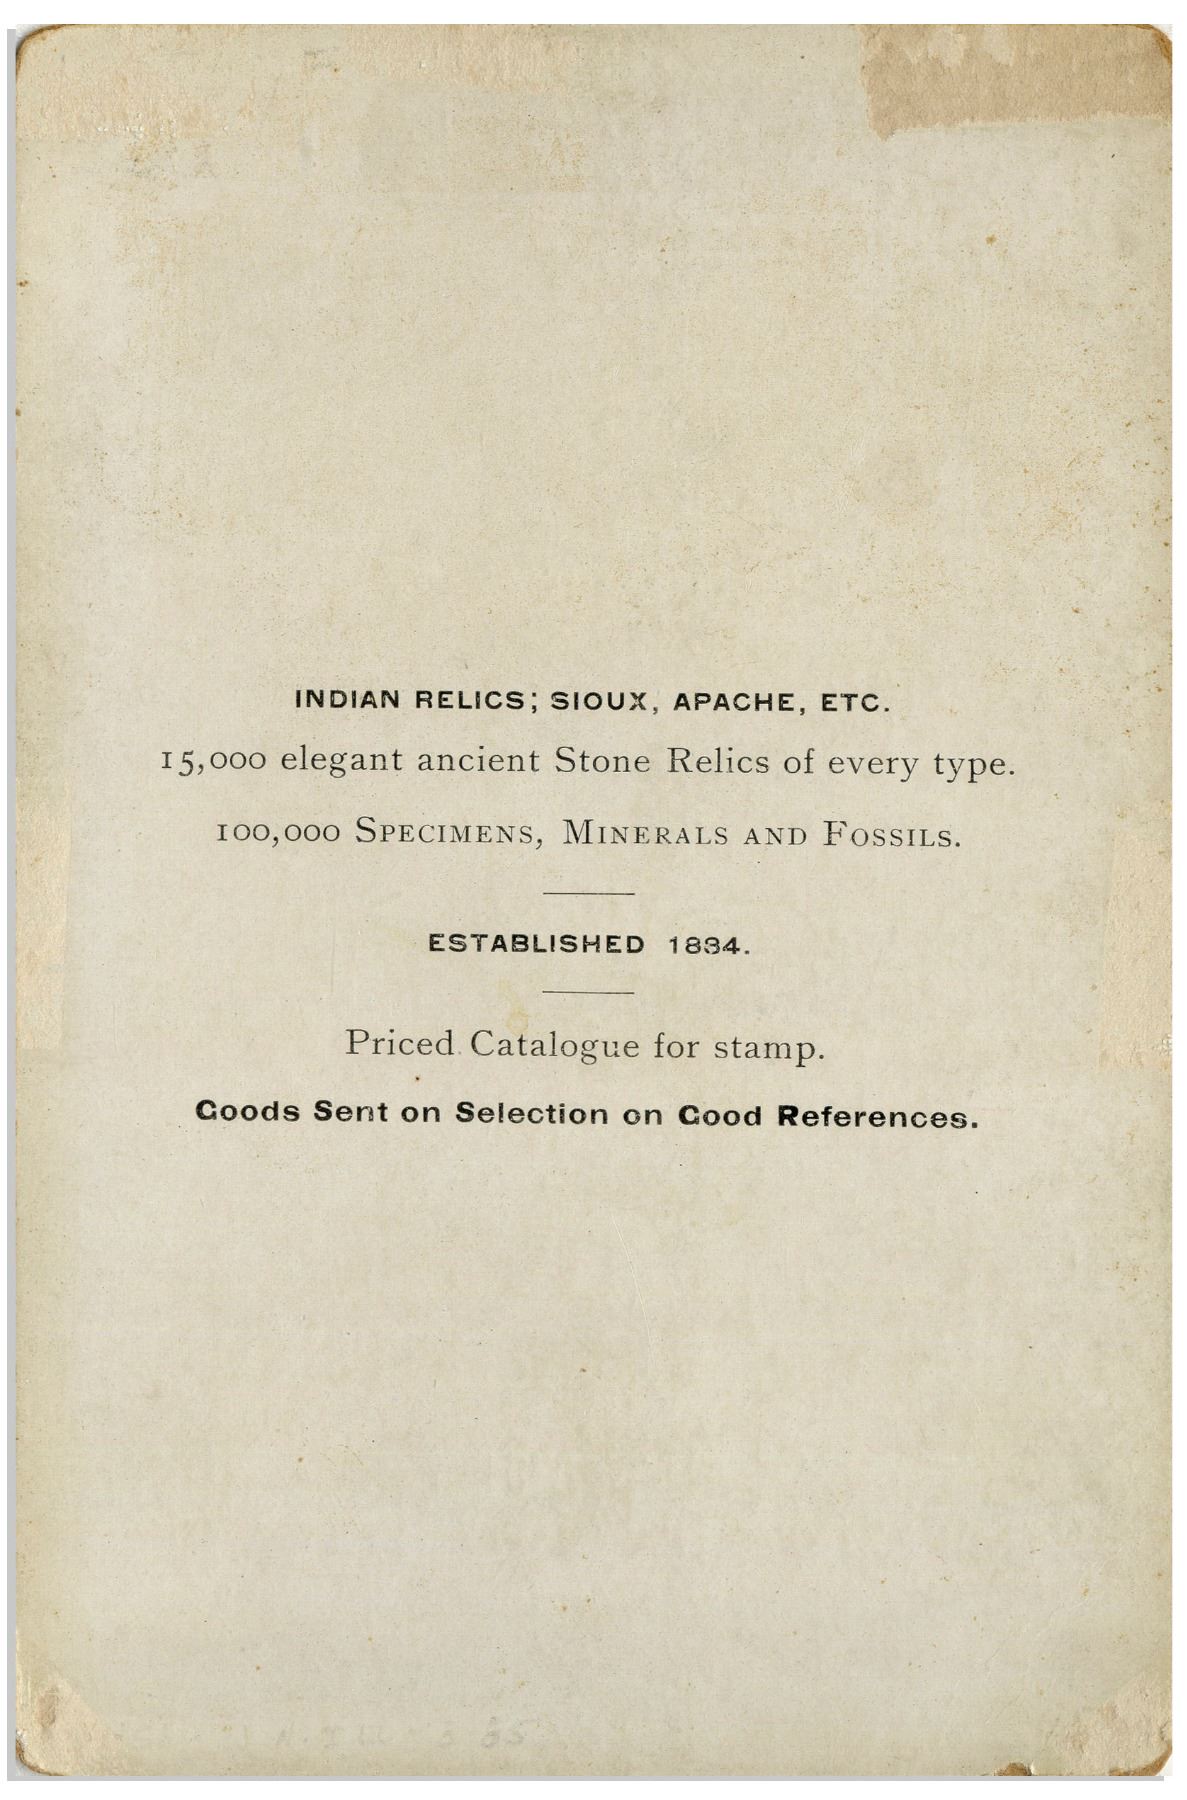 INDIAN RELICS; SIOUX, APACHE, ETC.
15,000 elegant ancient Stone Relics of every type.
100,000 SPECIMENS, MINERALS AND FOSSILS.
ESTABLISHED 1884.
Priced Catalogue for stamp.
Goods Sent on Selection on Good References.